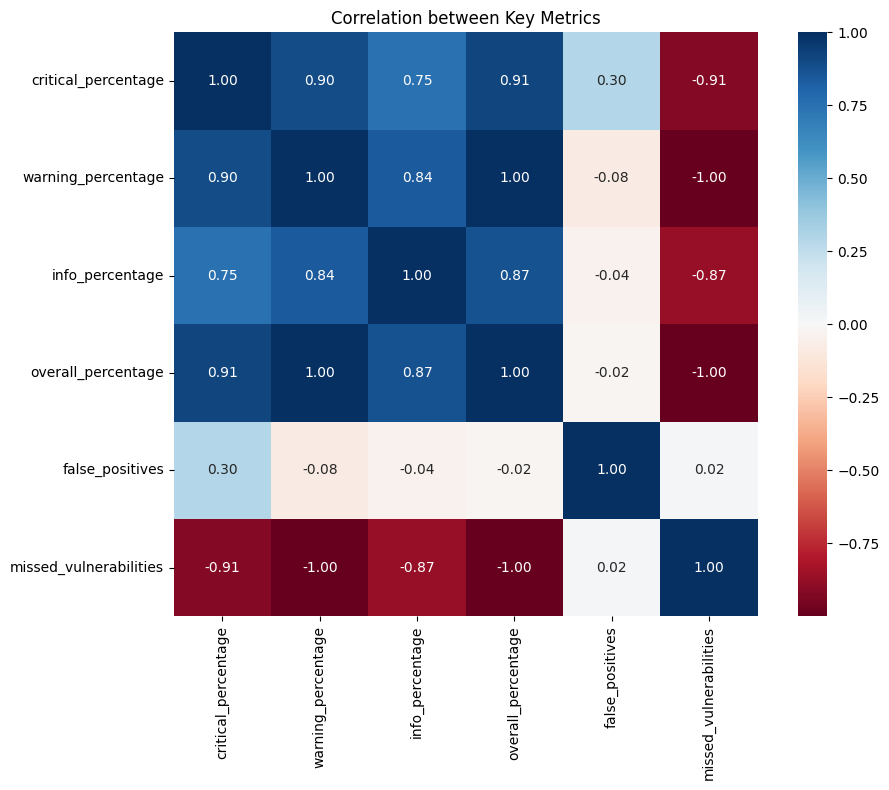 Correlation between Key Metrics
critical_percentage 1.00 0.90 0.75 0.91 0.30 -0.91
warning_percentage 0.90 1.00 0.84 1.00 -0.08 -1.00
info_percentage 0.75 0.84 1.00 0.87 -0.04 -0.87
overall_percentage 0.91 1.00 0.87 1.00 -0.02 -1.00
false_positives 0.30 -0.08 -0.04 -0.02 1.00 0.02
missed_vulnerabilities -0.91 -1.00 -0.87 -1.00 0.02 1.00
critical_percentage
warning_percentage
info_percentage
overall_percentage
false_positives
missed_vulnerabilities
1.00
0.75
0.50
0.25
0.00
−0.25
−0.50
−0.75